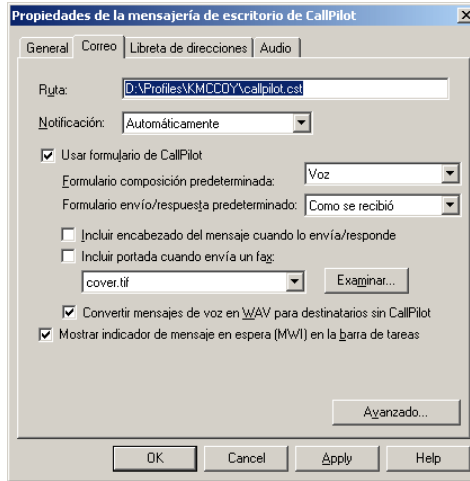 Propiedades de la mensajería de escritorio de CallPilot
General Correo Libreta de direcciones Audio
Ruta: D:\Profiles\KMCCOY\callpilot.cst
Notificación: Automáticamente
Usar formulario de CallPilot
Formulario composición predeterminada: Voz
Formulario envío/respuesta predeterminado: Como se recibió
Incluir encabezado del mensaje cuando lo envía/responde
Incluir portada cuando envía un fax:
cover.tif Examinar...
Convertir mensajes de voz en WAV para destinatarios sin CallPilot
Mostrar indicador de mensaje en espera (MWI) en la barra de tareas
Avanzado...
OK Cancel Apply Help